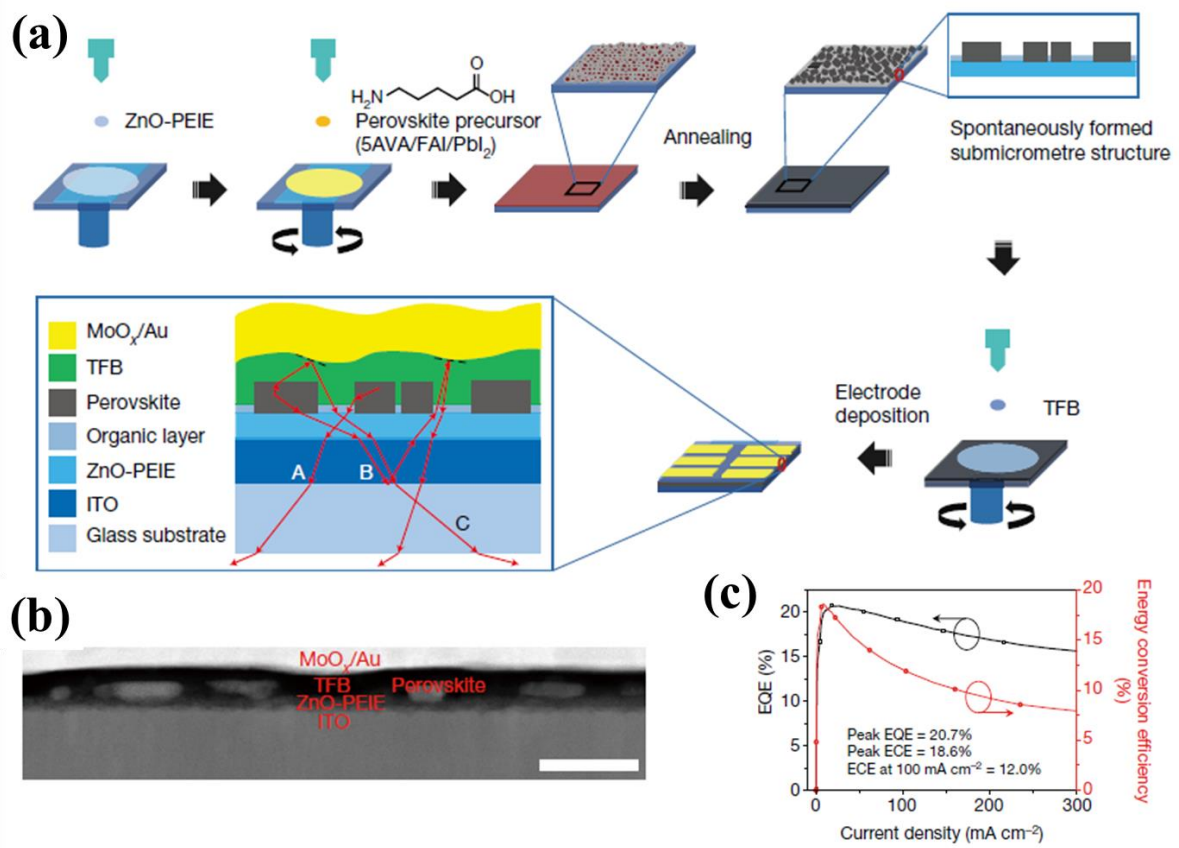 (a)
ZnO-PEIE
H₂N
O
OH
Perovskite precursor
(5AVA/FAI/PbI₂)
Annealing
Spontaneously formed
submicrometre structure
TFB
Electrode
deposition
MoOₓ/Au
TFB
Perovskite
Organic layer
ZnO-PEIE
ITO
Glass substrate
A
B
C
(b)
MoOₓ/Au
TFB Perovskite
ZnO-PEIE
ITO
(c)
EQE (%)
20
15
10
5
0
20
15
10
5
0
Energy conversion efficiency
(%)
Peak EQE = 20.7%
Peak ECE = 18.6%
ECE at 100 mA cm⁻² = 12.0%
0 100 200 300
Current density (mA cm⁻²)